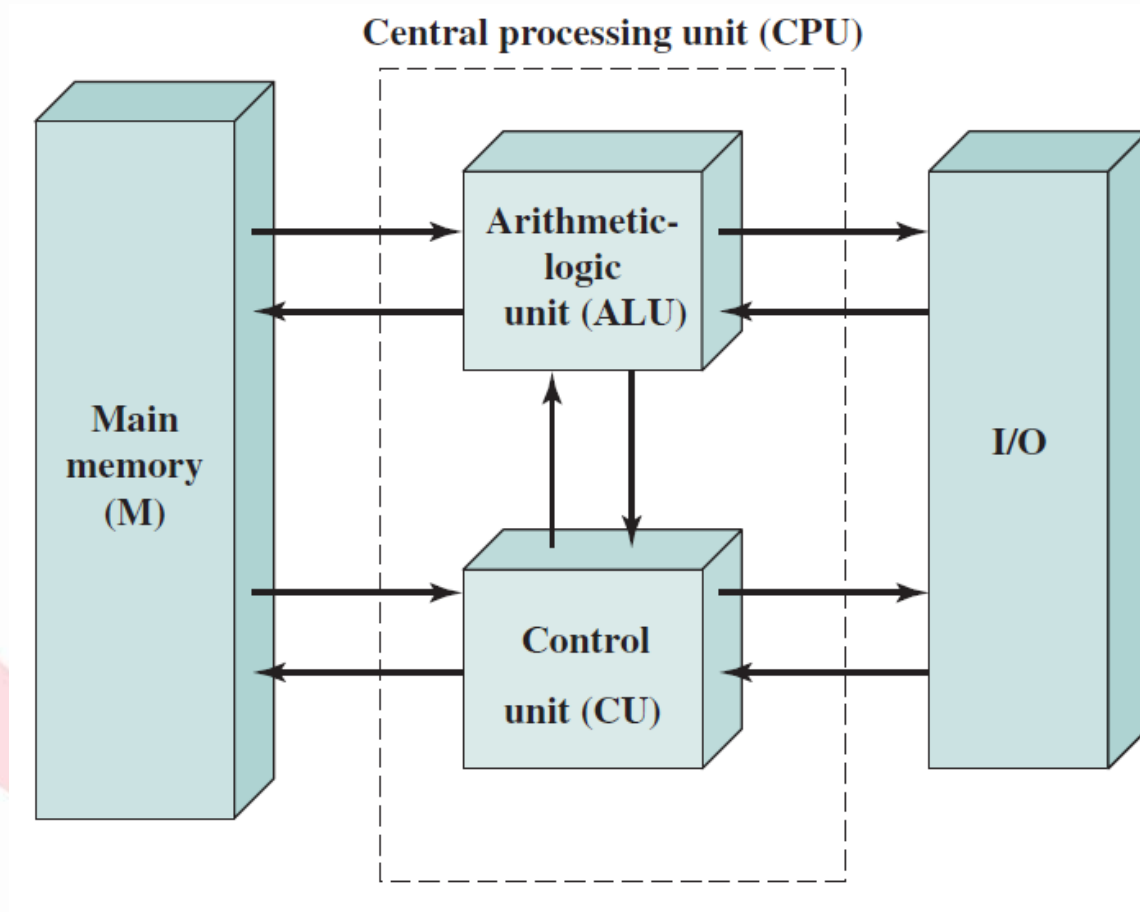 Central processing unit (CPU)
Arithmetic-
logic
unit (ALU)
Main
memory
(M)
I/O
Control
unit (CU)